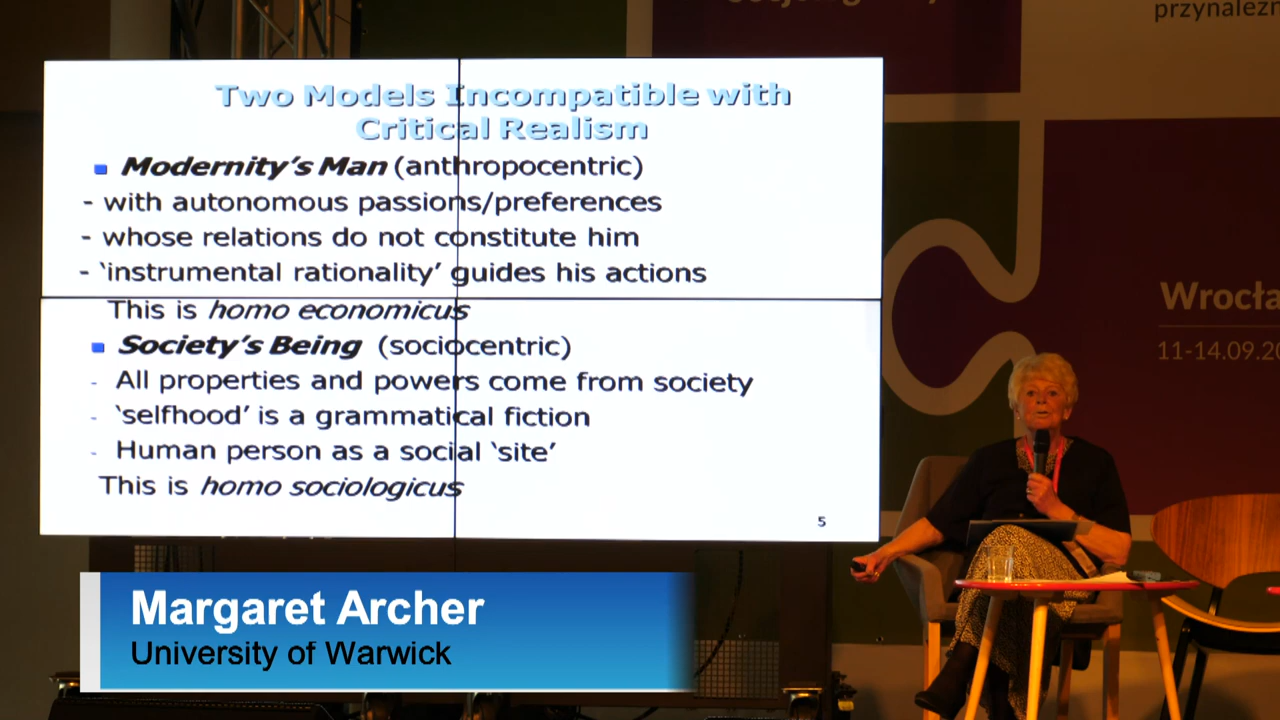 przynależn
Two Models Incompatible with
Critical Realism
Modernity's Man (anthropocentric)
- with autonomous passions/preferences
- whose relations do not constitute him
- ‘instrumental rationality’ guides his actions
This is homo economicus
Society's Being (sociocentric)
- All properties and powers come from society
- ‘selfhood’ is a grammatical fiction
- Human person as a social ‘site’
This is homo sociologicus
5
Wrocła
11-14.09.20
Margaret Archer
University of Warwick